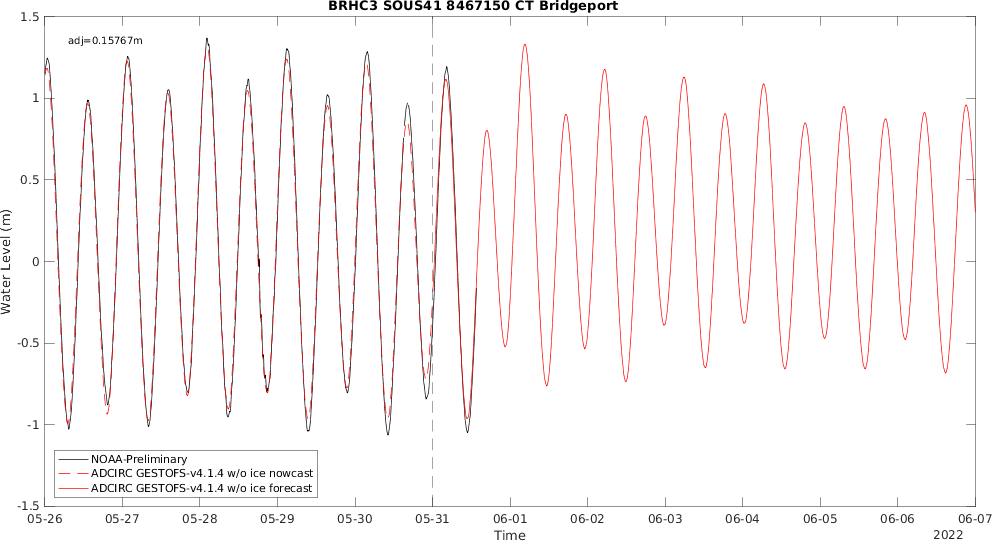 BRHC3 SOUS41 8467150 CT Bridgeport
adj=0.15767m
1.5
1
0.5
0
-0.5
-1
-1.5
Water Level (m)
NOAA-Preliminary
ADCIRC GESTOFS-v4.1.4 w/o ice nowcast
ADCIRC GESTOFS-v4.1.4 w/o ice forecast
05-26 05-27 05-28 05-29 05-30 05-31 06-01 06-02 06-03 06-04 06-05 06-06 06-07
Time
2022